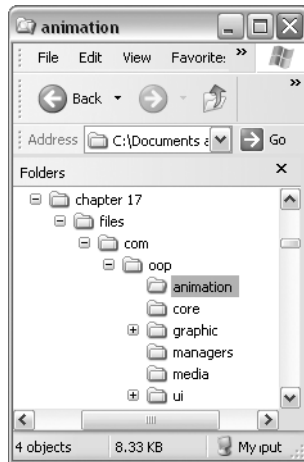 animation
File Edit View Favorite: »
Back »
Address C:\Documents a Go
Folders x
chapter 17
files
com
oop
animation
core
graphic
managers
media
ui
4 objects 8.33 KB